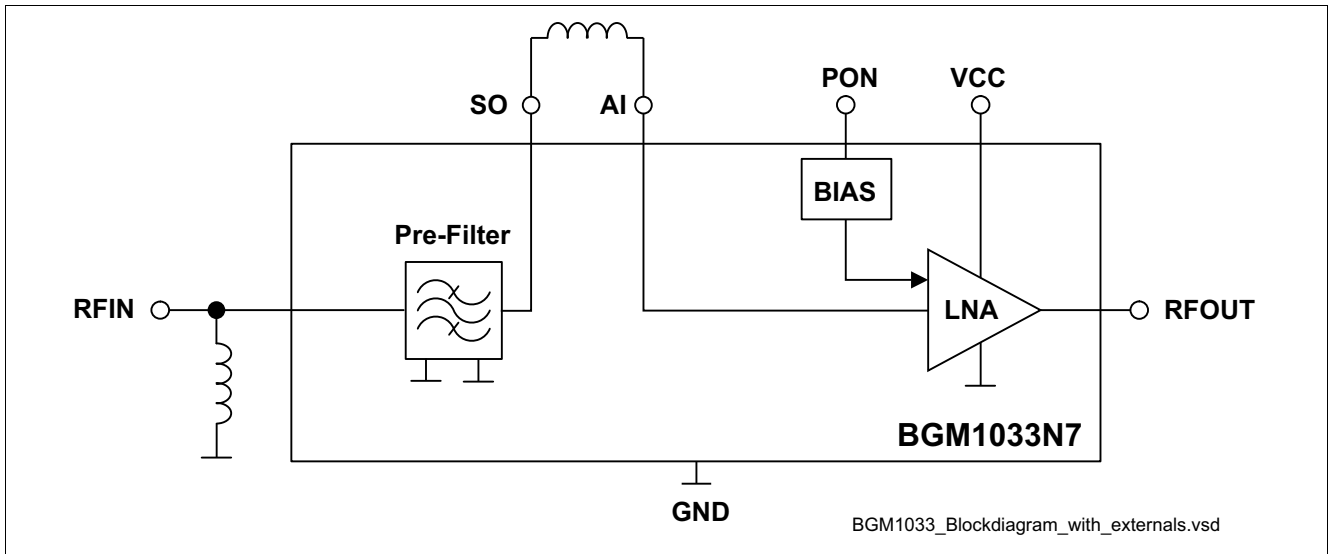 PON
VCC
SO
AI
BIAS
Pre-Filter
RFIN
LNA
RFOUT
BGM1033N7
GND
BGM1033_Blockdiagram_with_externals.vsd